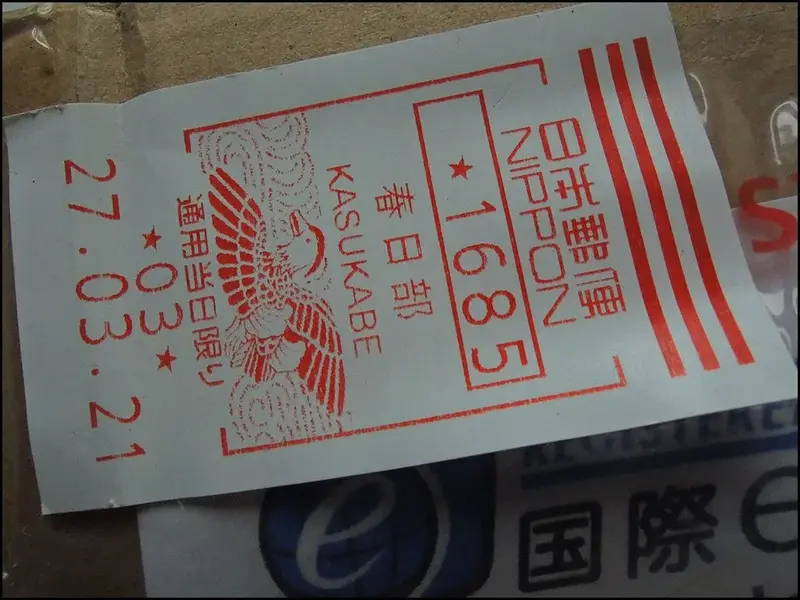 日本郵便
NIPPON
★1685
春日部
KASUKABE
通用当日限り
★03★
27.03.21
REGISTERE
国際 e